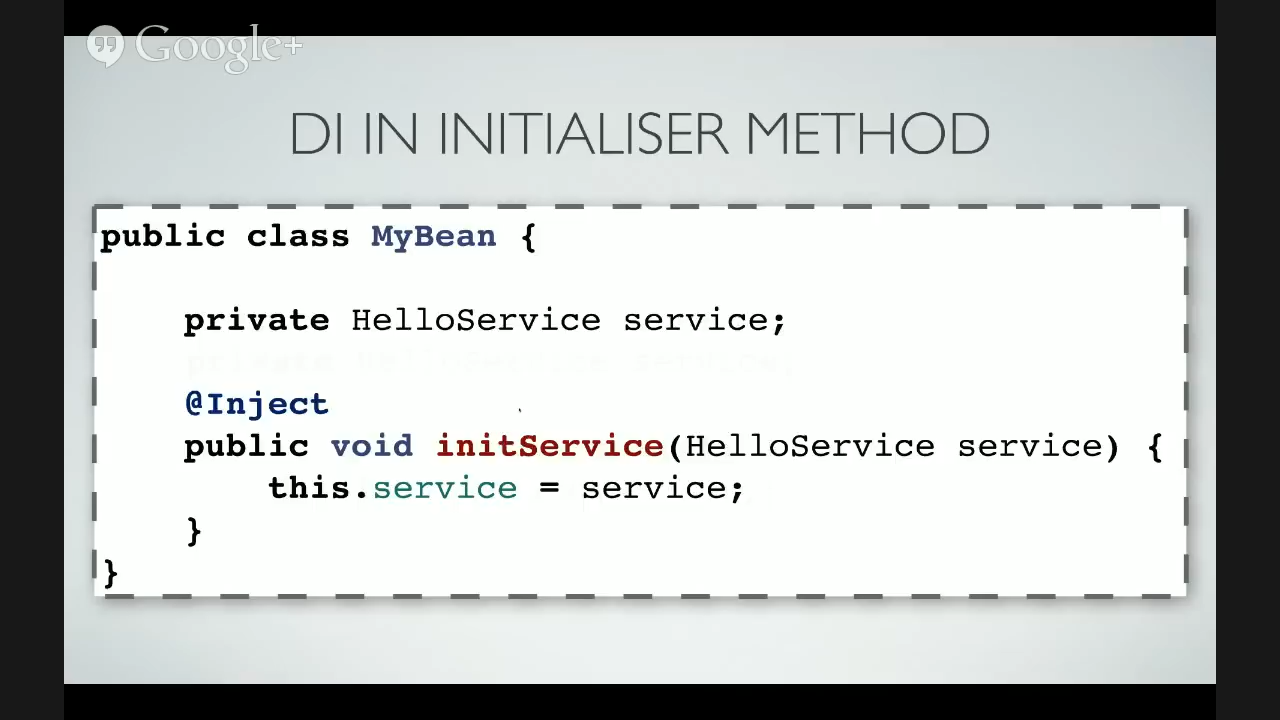 Google+
DI IN INITIALISER METHOD
public class MyBean {
private HelloService service;
@Inject
public void initService(HelloService service) {
this.service = service;
}
}